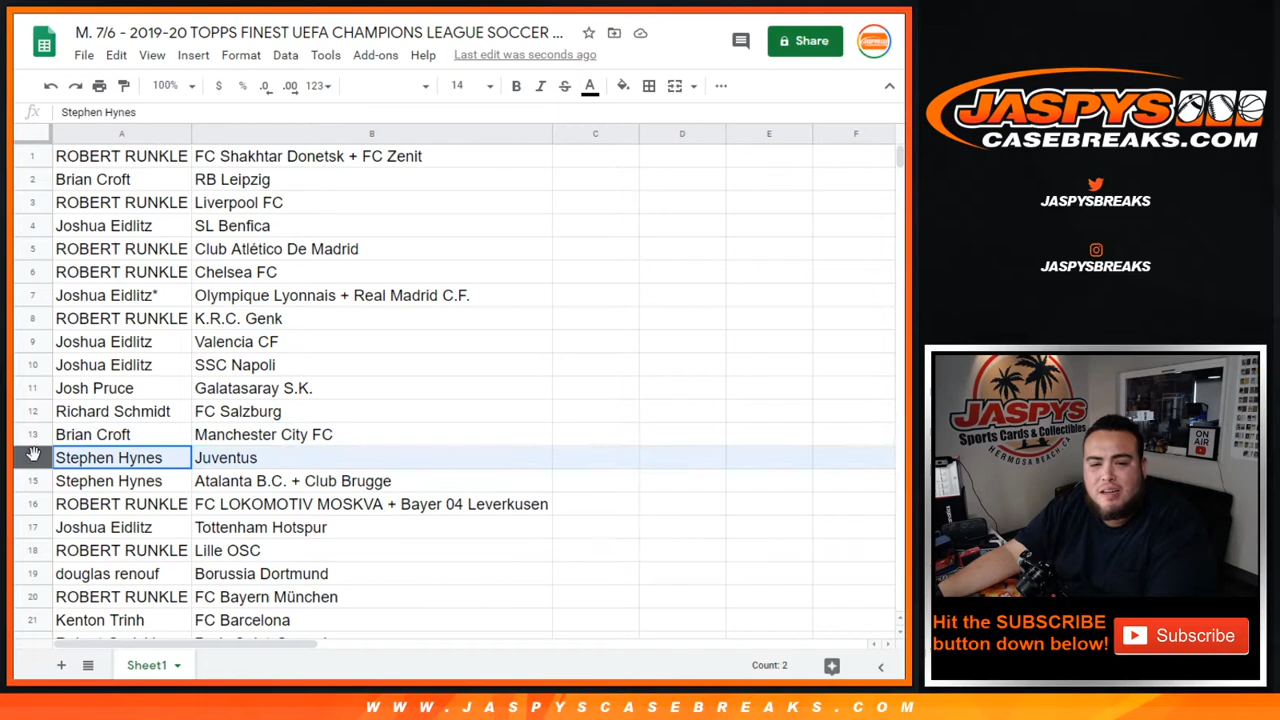 M. 7/6 - 2019-20 TOPPS FINEST UEFA CHAMPIONS LEAGUE SOCCER ...
File Edit View Insert Format Data Tools Add-ons Help Last edit was seconds ago
Share
100% $ % .0 .00 123 14 B I S A
fx Stephen Hynes
A B C D E F
1 ROBERT RUNKLE FC Shakhtar Donetsk + FC Zenit
2 Brian Croft RB Leipzig
3 ROBERT RUNKLE Liverpool FC
4 Joshua Eidlitz SL Benfica
5 ROBERT RUNKLE Club Atlético De Madrid
6 ROBERT RUNKLE Chelsea FC
7 Joshua Eidlitz* Olympique Lyonnais + Real Madrid C.F.
8 ROBERT RUNKLE K.R.C. Genk
9 Joshua Eidlitz Valencia CF
10 Joshua Eidlitz SSC Napoli
11 Josh Pruce Galatasaray S.K.
12 Richard Schmidt FC Salzburg
13 Brian Croft Manchester City FC
Stephen Hynes Juventus
15 Stephen Hynes Atalanta B.C. + Club Brugge
16 ROBERT RUNKLE FC LOKOMOTIV MOSKVA + Bayer 04 Leverkusen
17 Joshua Eidlitz Tottenham Hotspur
18 ROBERT RUNKLE Lille OSC
19 douglas renouf Borussia Dortmund
20 ROBERT RUNKLE FC Bayern München
21 Kenton Trinh FC Barcelona
Sheet1
Count: 2
JASPYS
CASEBREAKS.COM
JASPYSBREAKS
JASPYSBREAKS
JASPYS
Sports Cards & Collectibles
HERMOSA BEACH, CA
ON AIR
Hit the SUBSCRIBE
button down below!
Subscribe
WWW.JASPYSCASEBREAKS.COM